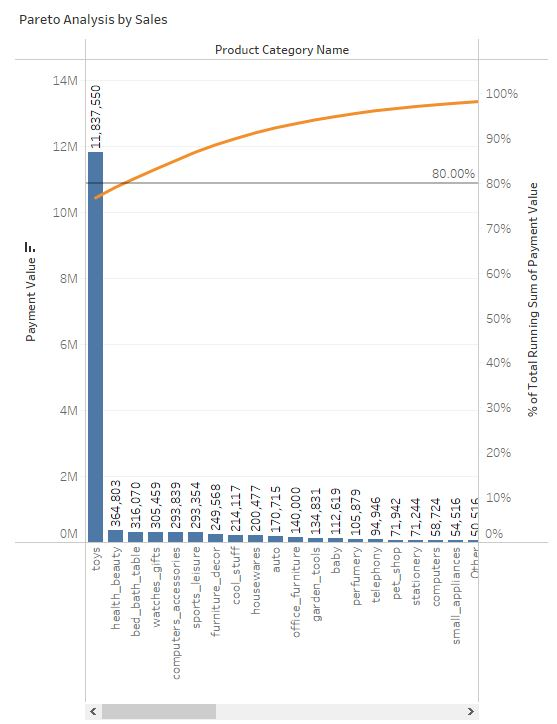 Pareto Analysis by Sales
Product Category Name
Payment Value
14M
12M
10M
8M
6M
4M
2M
0M
11,837,550
364,803
316,070
305,459
293,839
293,354
249,568
214,117
200,477
170,715
140,000
134,831
112,619
105,879
94,946
71,942
71,244
58,724
54,516
50,516
80.00%
100%
90%
80%
70%
60%
50%
40%
30%
20%
10%
0%
% of Total Running Sum of Payment Value
toys
health_beauty
bed_bath_table
watches_gifts
computers_accessories
sports_leisure
furniture_decor
cool_stuff
housewares
auto
office_furniture
garden_tools
baby
perfumery
telephony
pet_shop
stationery
computers
small_appliances
Other